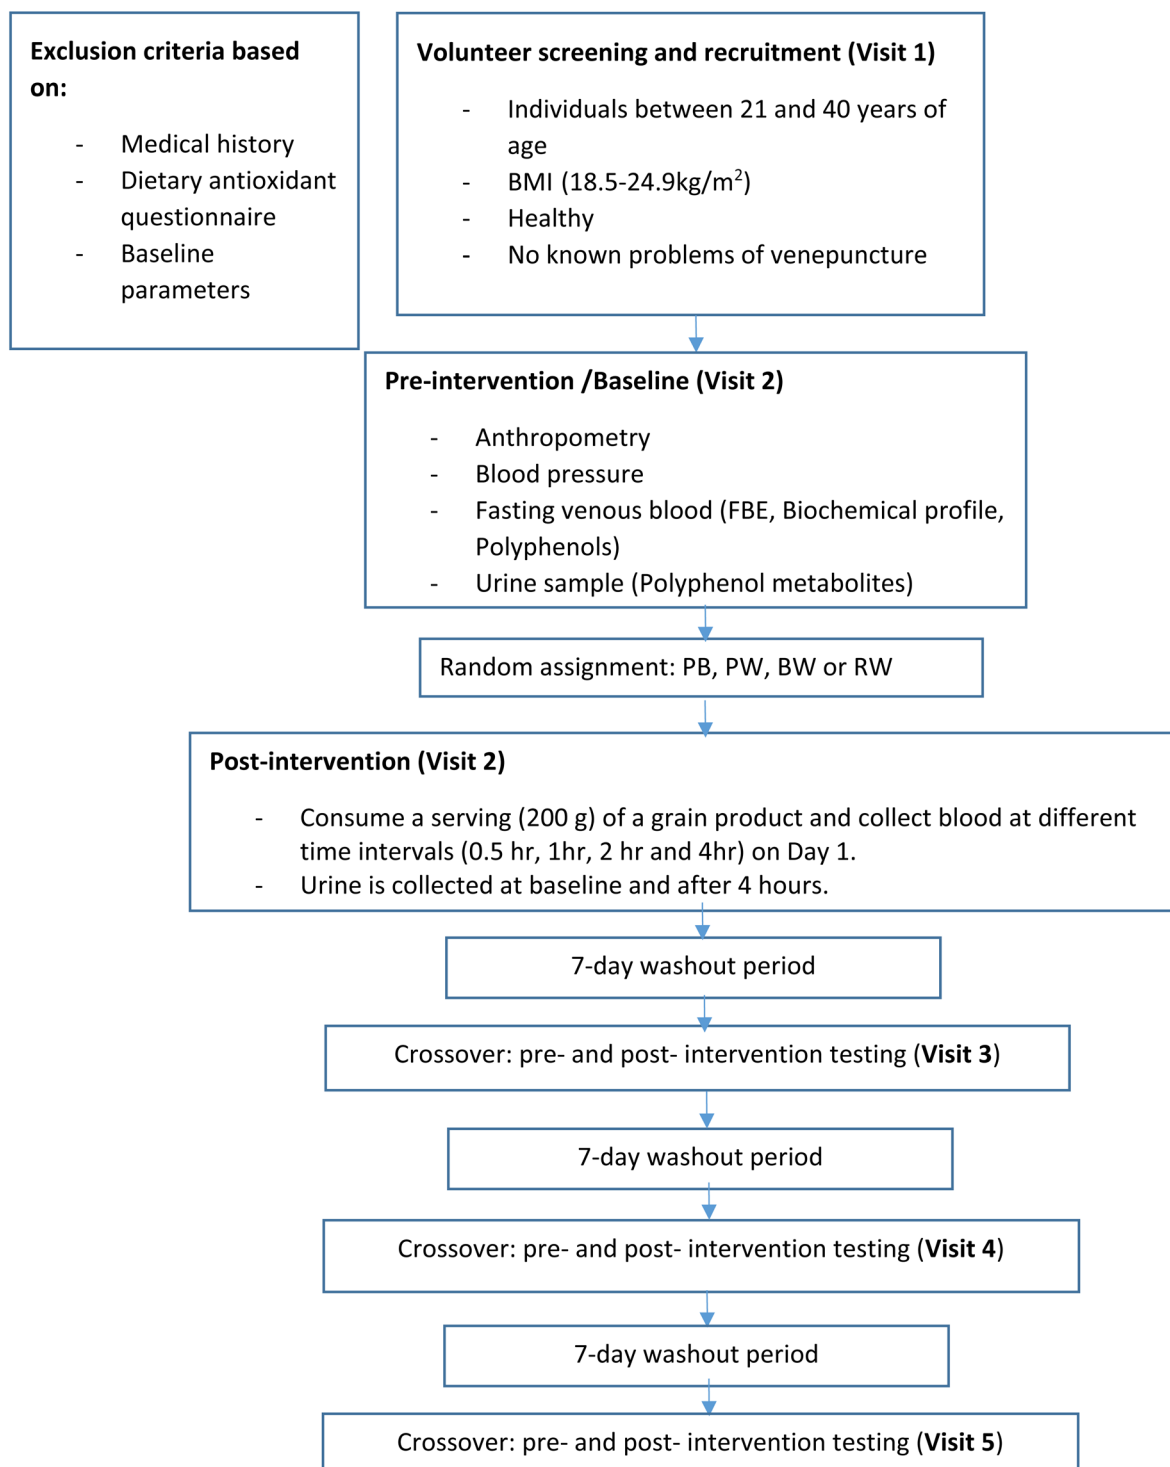 Exclusion criteria based
on:
- Medical history
- Dietary antioxidant
questionnaire
- Baseline
parameters
Volunteer screening and recruitment (Visit 1)
- Individuals between 21 and 40 years of
age
- BMI (18.5-24.9kg/m²)
- Healthy
- No known problems of venepuncture
Pre-intervention /Baseline (Visit 2)
- Anthropometry
- Blood pressure
- Fasting venous blood (FBE, Biochemical profile,
Polyphenols)
- Urine sample (Polyphenol metabolites)
Random assignment: PB, PW, BW or RW
Post-intervention (Visit 2)
- Consume a serving (200 g) of a grain product and collect blood at different
time intervals (0.5 hr, 1hr, 2 hr and 4hr) on Day 1.
- Urine is collected at baseline and after 4 hours.
7-day washout period
Crossover: pre- and post- intervention testing (Visit 3)
7-day washout period
Crossover: pre- and post- intervention testing (Visit 4)
7-day washout period
Crossover: pre- and post- intervention testing (Visit 5)